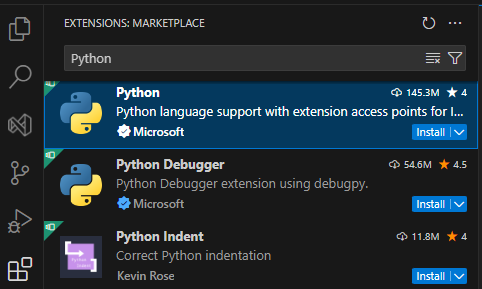 EXTENSIONS: MARKETPLACE
Python
Python 145.3M 4
Python language support with extension access points for I...
Microsoft Install
Python Debugger 54.6M 4.5
Python Debugger extension using debugpy.
Microsoft Install
Python Indent 11.8M 4
Correct Python indentation
Kevin Rose Install